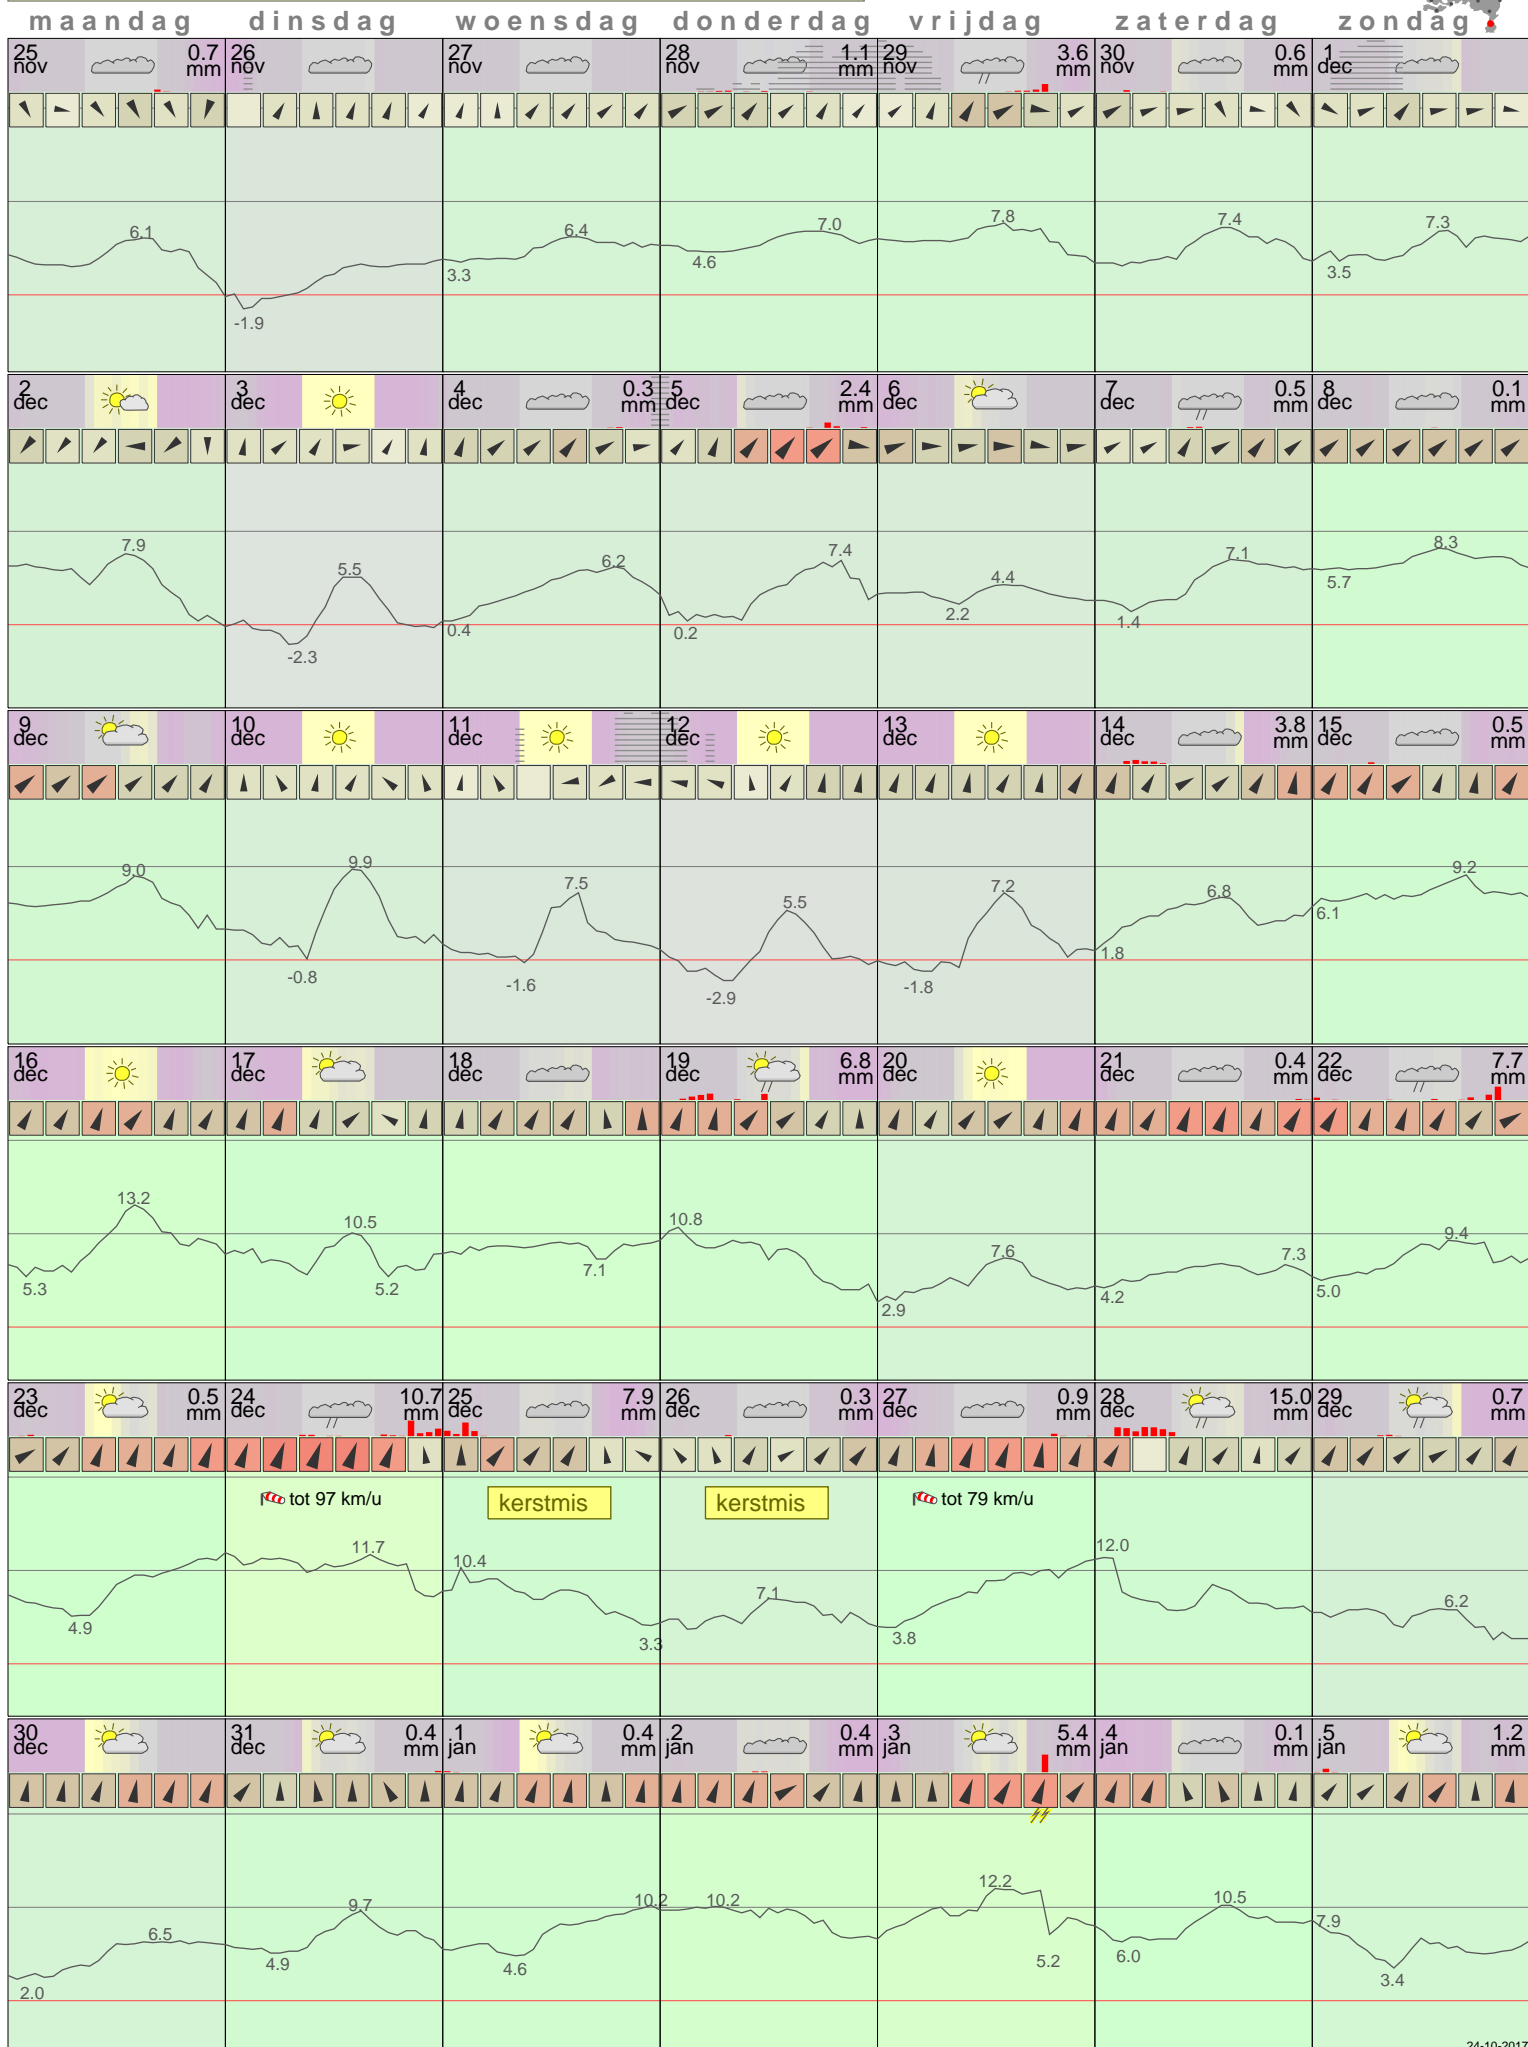 maandag dinsdag woensdag donderdag vrijdag zaterdag zondag
25 nov 0.7 mm 26 nov 27 nov 28 nov 1.1 mm 29 nov 3.6 mm 30 nov 0.6 mm 1 dec
6.1 -1.9 3.3 6.4 4.6 7.0 7.8 7.4 3.5 7.3
2 dec 3 dec 4 dec 0.3 mm 5 dec 2.4 mm 6 dec 7 dec 0.5 mm 8 dec 0.1 mm
7.9 -2.3 5.5 0.4 6.2 0.2 7.4 2.2 4.4 1.4 7.1 5.7 8.3
9 dec 10 dec 11 dec 12 dec 13 dec 14 dec 3.8 mm 15 dec 0.5 mm
9.0 -0.8 9.9 -1.6 7.5 -2.9 5.5 -1.8 7.2 1.8 6.8 6.1 9.2
16 dec 17 dec 18 dec 19 dec 6.8 mm 20 dec 21 dec 0.4 mm 22 dec 7.7 mm
5.3 13.2 10.5 5.2 7.1 10.8 2.9 7.6 4.2 7.3 5.0 9.4
23 dec 0.5 mm 24 dec 10.7 mm 25 dec 7.9 mm 26 dec 0.3 mm 27 dec 0.9 mm 28 dec 15.0 mm 29 dec 0.7 mm
tot 97 km/u kerstmis kerstmis tot 79 km/u
4.9 11.7 10.4 3.3 7.1 3.8 12.0 6.2
30 dec 31 dec 0.4 mm 1 jan 0.4 mm 2 jan 0.4 mm 3 jan 5.4 mm 4 jan 0.1 mm 5 jan 1.2 mm
2.0 6.5 4.9 9.7 4.6 10.2 10.2 12.2 5.2 6.0 10.5 7.9 3.4
24-10-2017